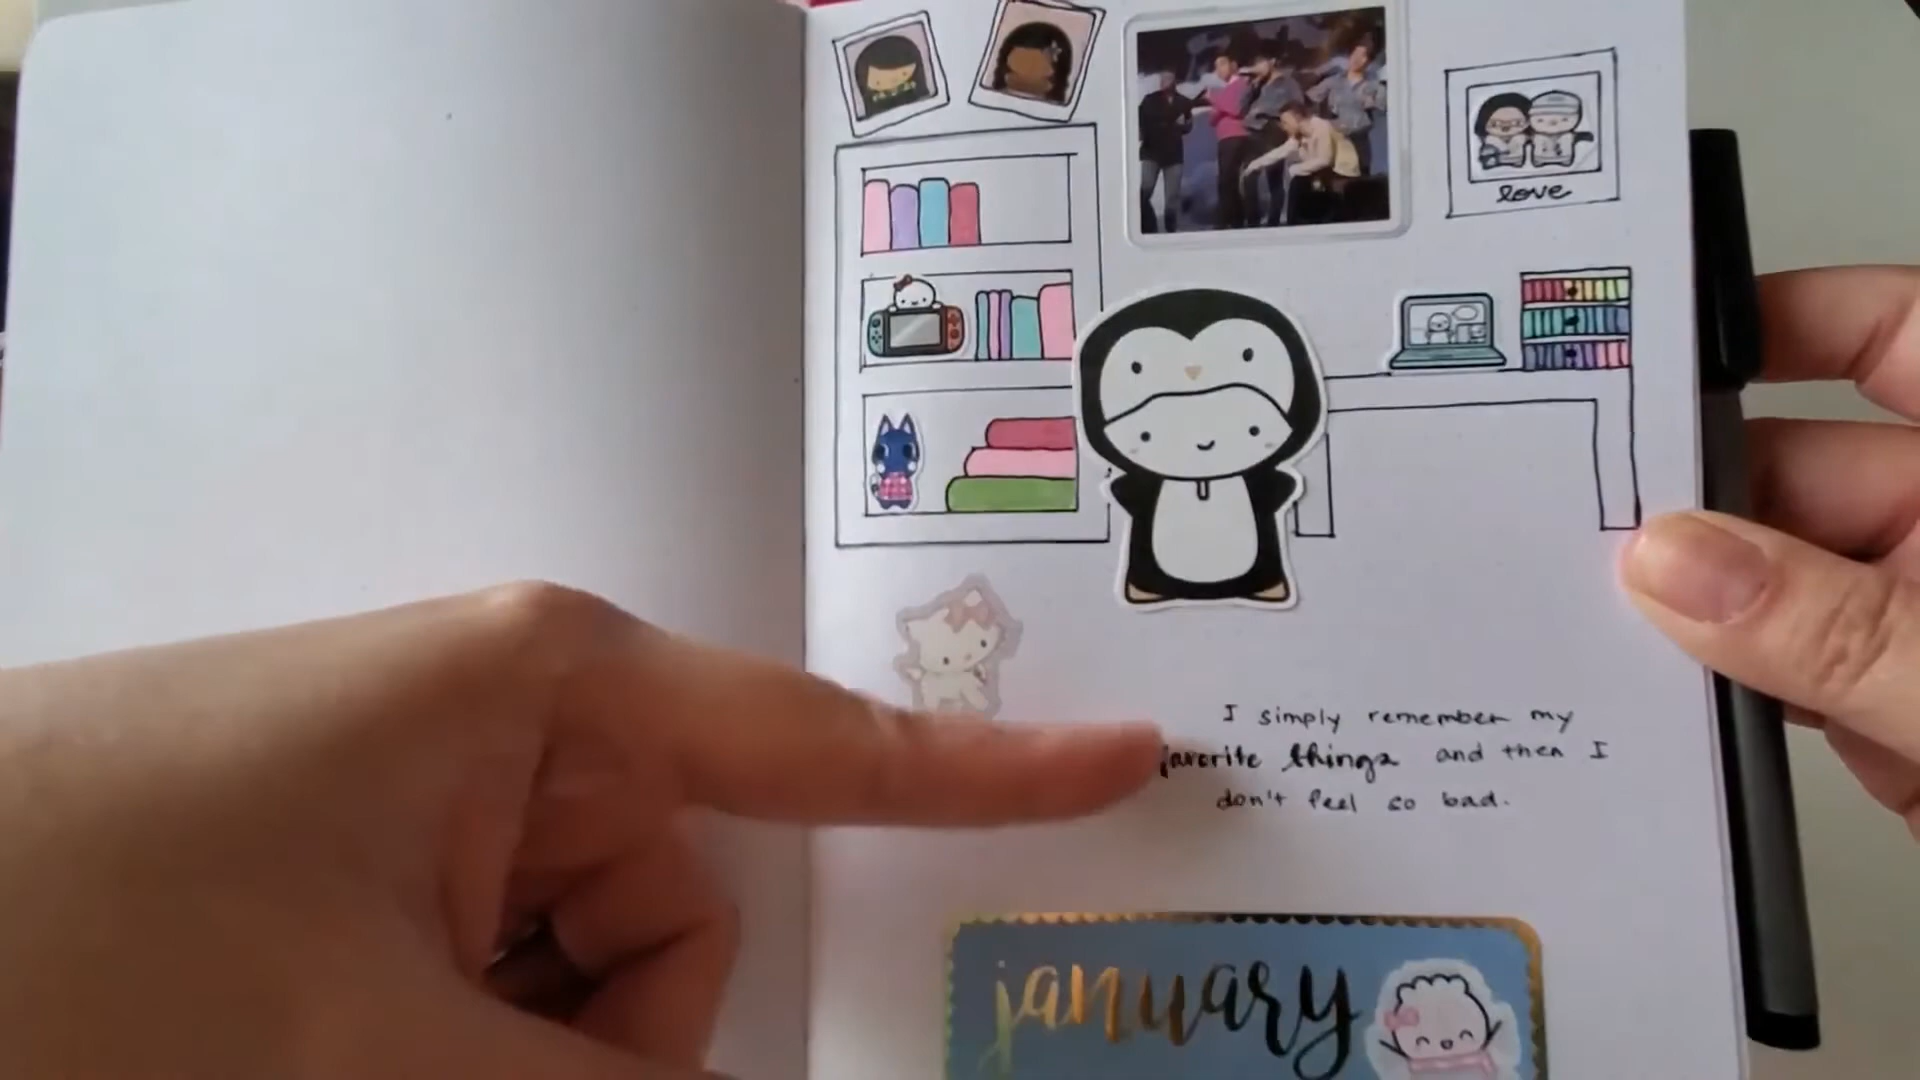 love
I simply remember my
favorite things and then I
don't feel so bad.
january